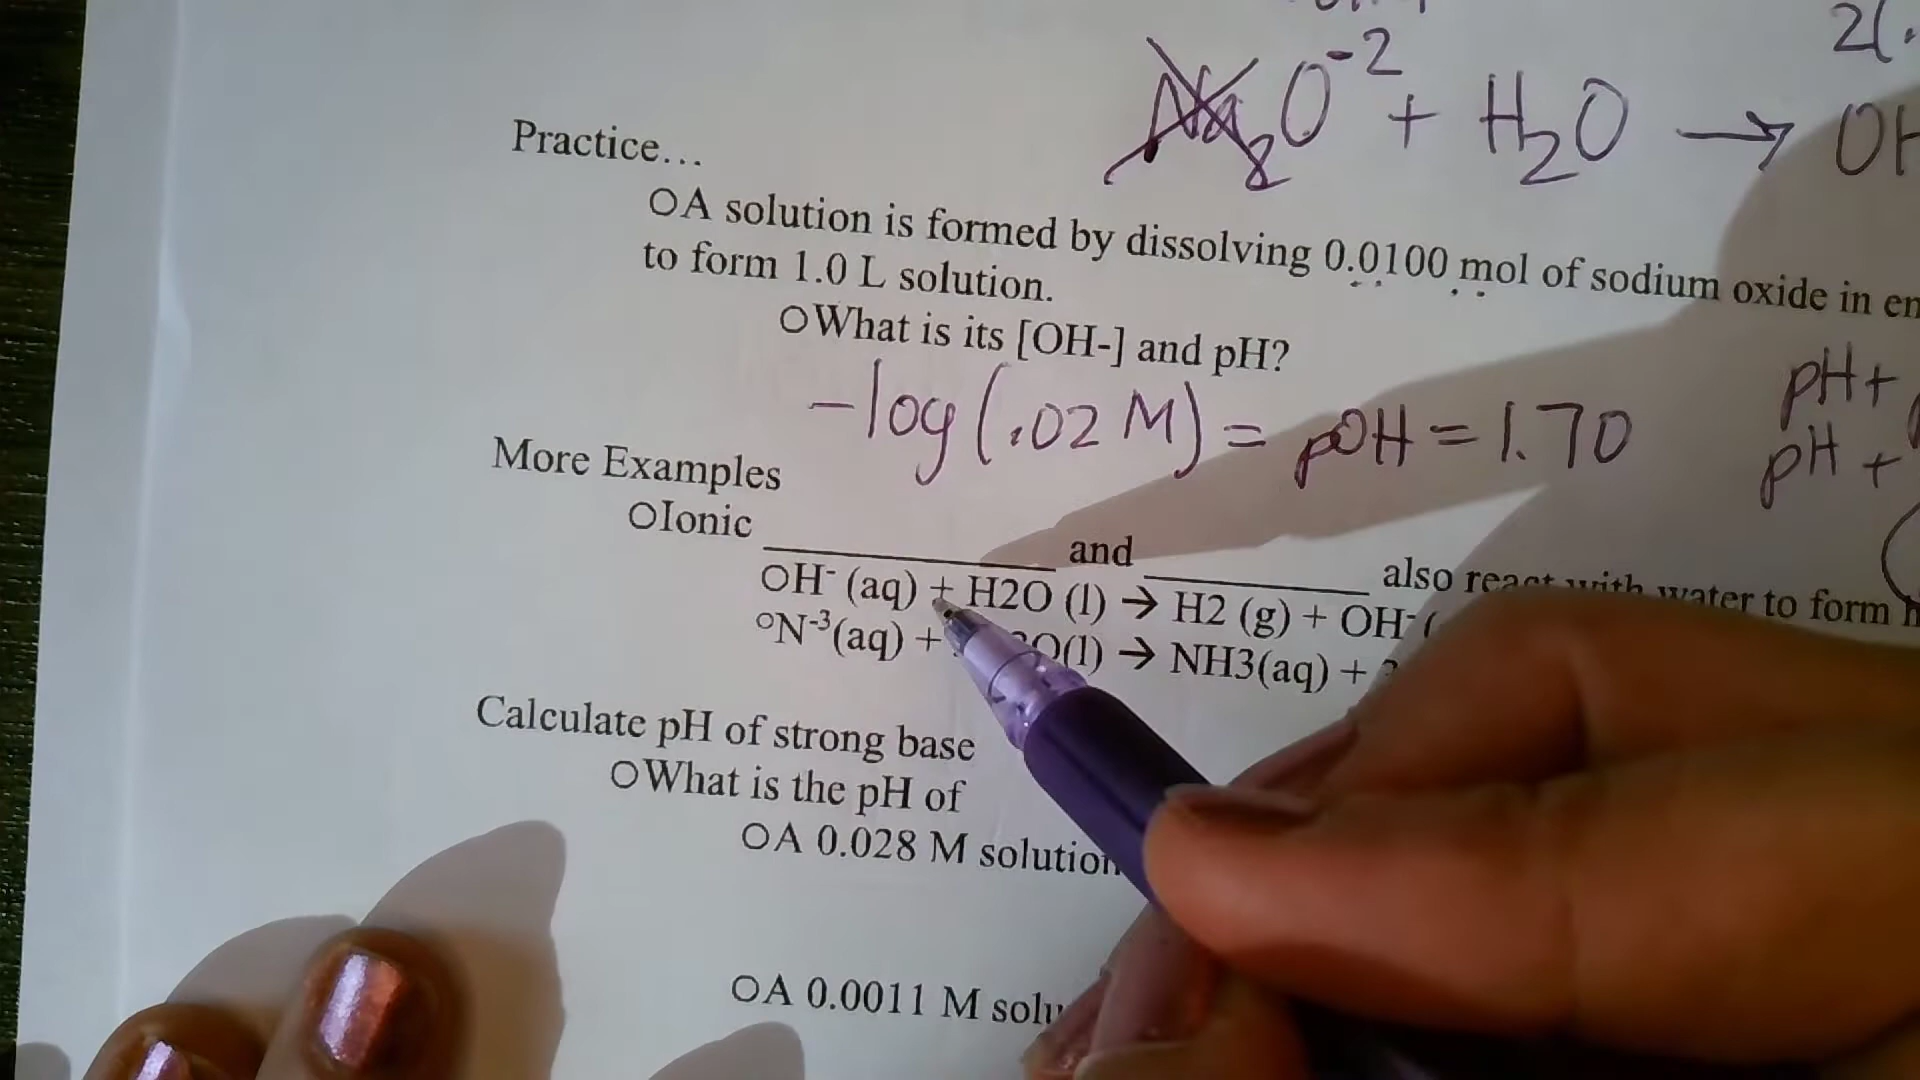 2(.
Na₂O⁻² + H₂O → OH
Practice...
A solution is formed by dissolving 0.0100 mol of sodium oxide in
to form 1.0 L solution.
What is its [OH-] and pH?
-log(.02 M) = pOH = 1.70
pH+
pH +
More Examples
Ionic ____________ and ____________ also react with water to form
OH⁻ (aq) + H2O (l) → H2 (g) + OH⁻ (
N⁻³(aq) + O(l) → NH3(aq) +
Calculate pH of strong base
What is the pH of
A 0.028 M solution
A 0.0011 M solu